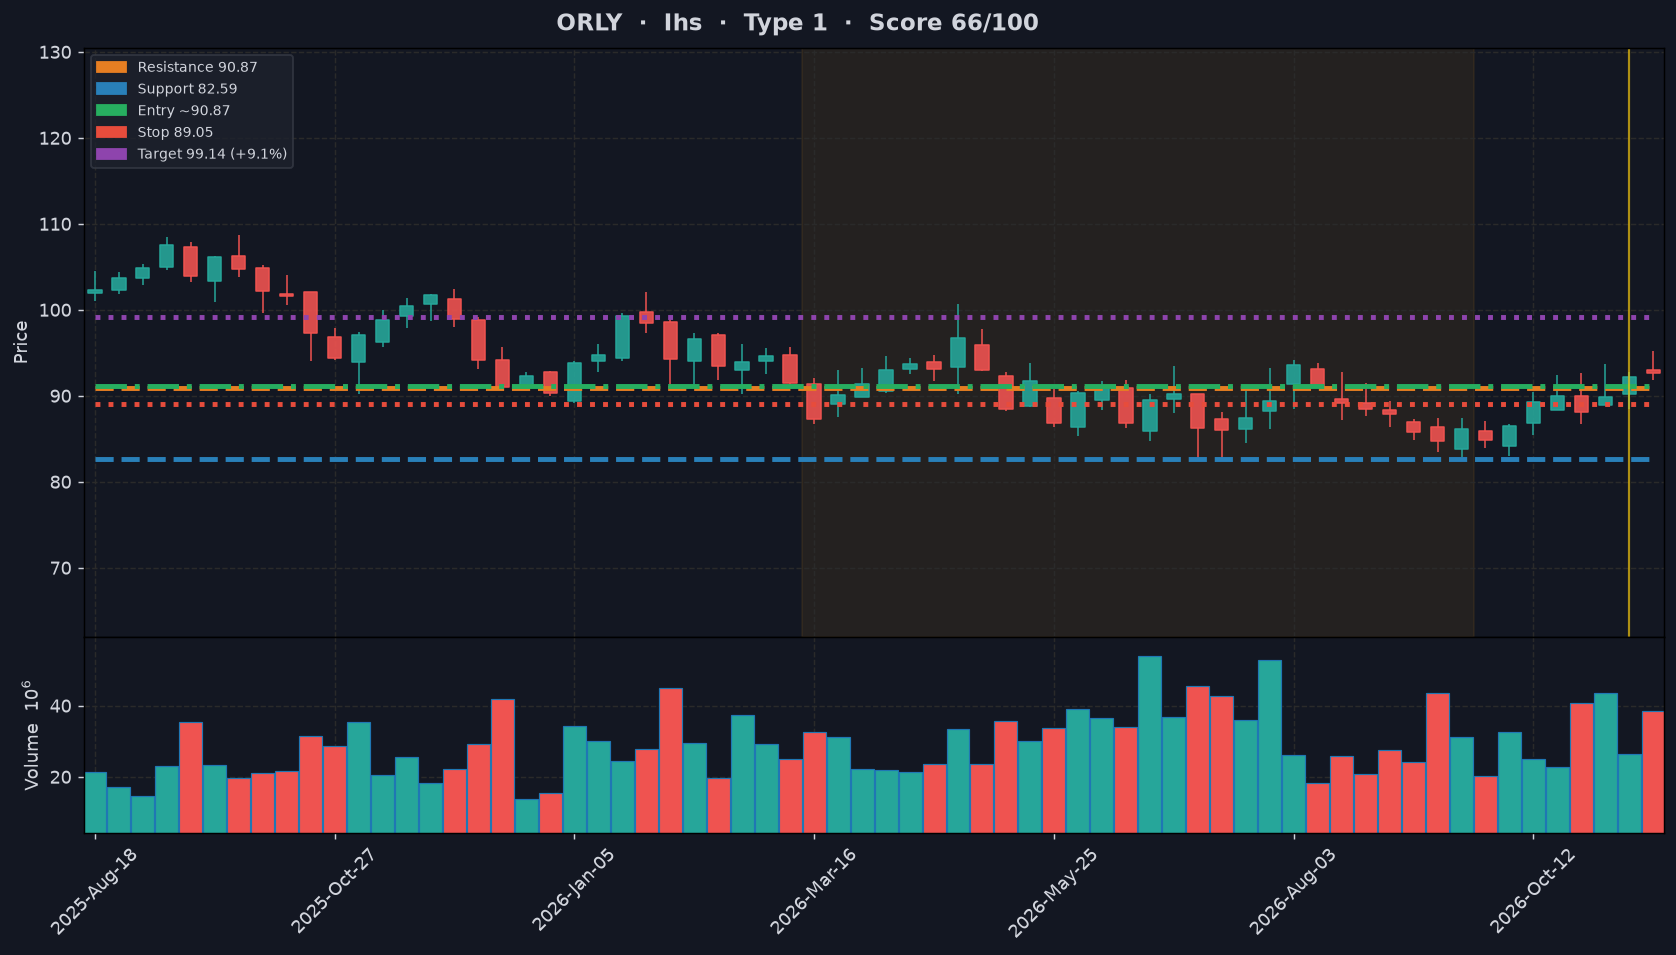 ORLY · Ihs · Type 1 · Score 66/100
Resistance 90.87
Support 82.59
Entry ~90.87
Stop 89.05
Target 99.14 (+9.1%)
Price
130
120
110
100
90
80
70
Volume 10⁶
40
20
2025-Aug-18
2025-Oct-27
2026-Jan-05
2026-Mar-16
2026-May-25
2026-Aug-03
2026-Oct-12